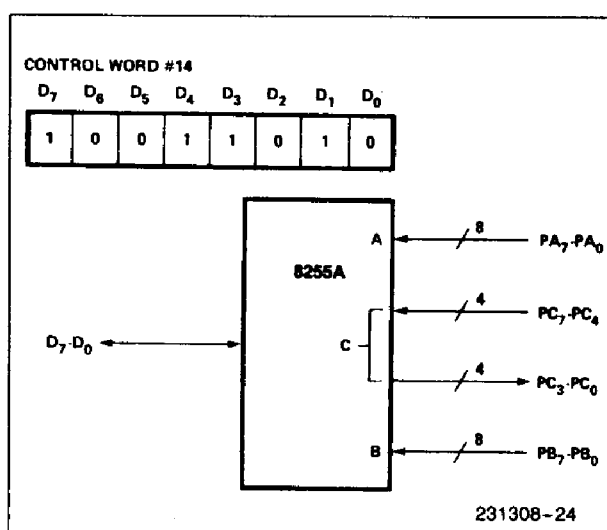 CONTROL WORD #14
D7 D6 D5 D4 D3 D2 D1 D0
1 0 0 1 1 0 1 0
8255A
A
8
PA7-PA0
4
PC7-PC4
D7-D0
C
4
PC3-PC0
B
8
PB7-PB0
231308-24